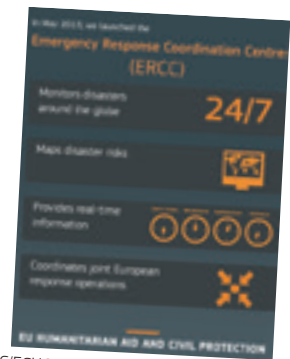 In May 2013, we launched the
Emergency Response Coordination Centre
(ERCC)
Monitors disasters
around the globe
24/7
Maps disaster risks
Provides real-time
information
Coordinates joint European
response operations
EU HUMANITARIAN AID AND CIVIL PROTECTION